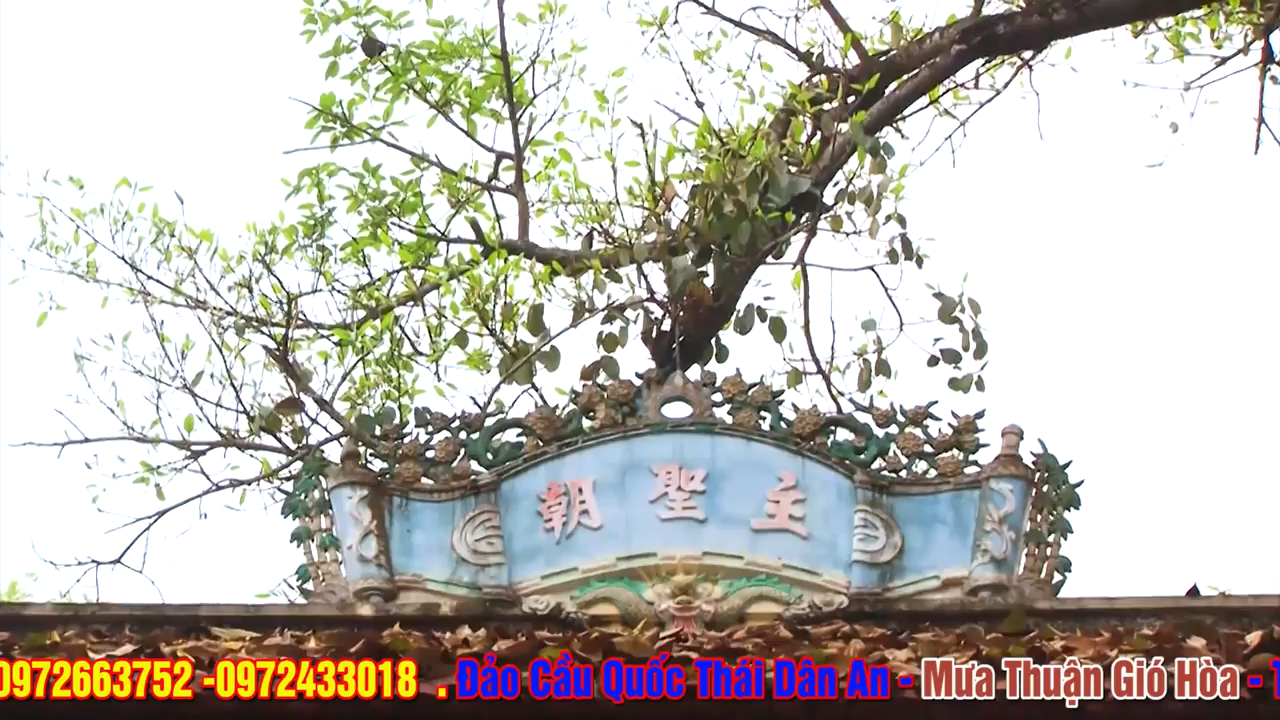 朝聖主
0972663752 -0972433018 . Đảo Cầu Quốc Thái Dân An - Mưa Thuận Gió Hòa -